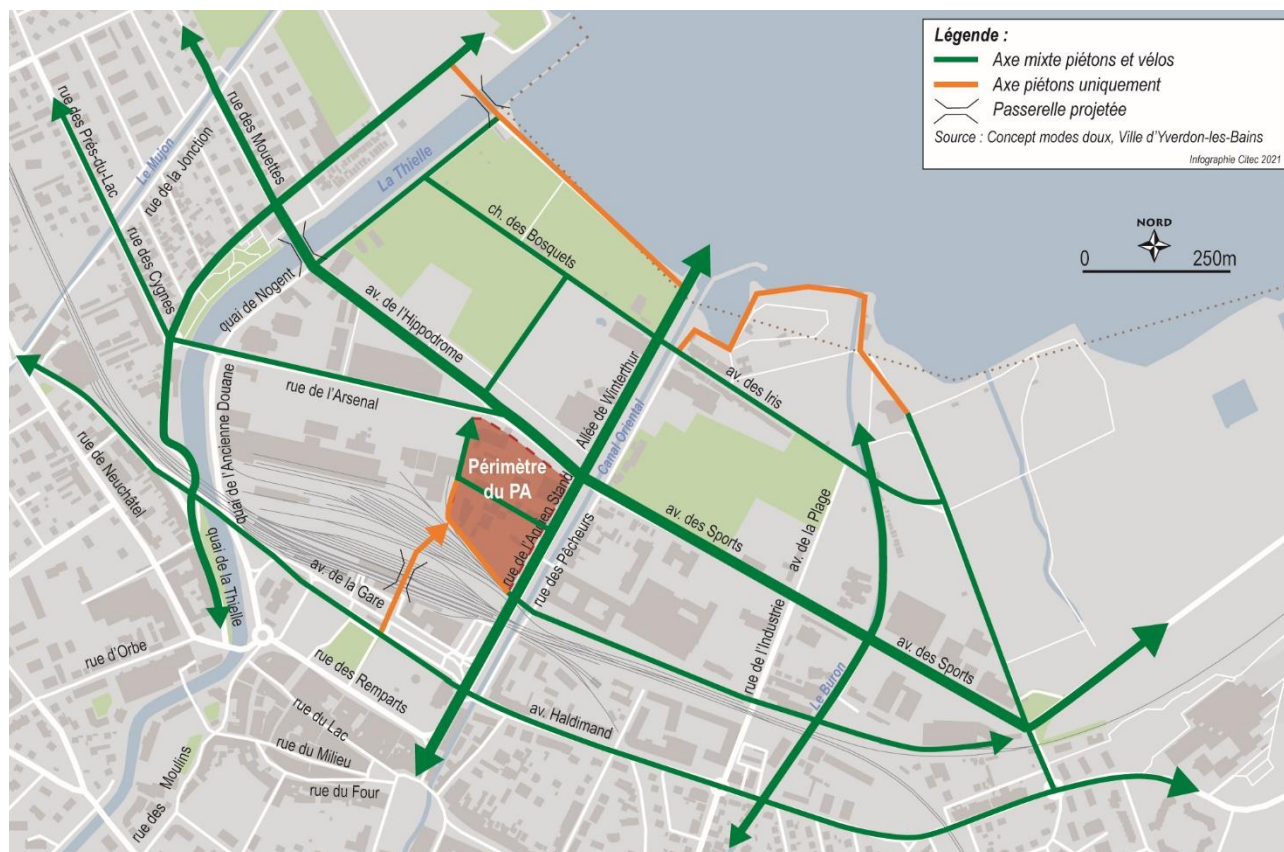 Légende :
Axe mixte piétons et vélos
Axe piétons uniquement
Passerelle projetée
Source : Concept modes doux, Ville d'Yverdon-les-Bains
Infographie Citec 2021
NORD
0 250m
rue des Prés-du-Lac
Le Mujon
rue de la Jonction
rue des Mouettes
La Thielle
rue des Cygnes
quai de Nogent
ch. des Bosquets
av. de l'Hippodrome
rue de l'Arsenal
Allée de Winterthur
Canal Oriental
av. des Iris
quai de l'Ancienne Douane
rue de Neuchâtel
Périmètre
du PA
rue de l'Ancien Stand
rue des Pêcheurs
av. des Sports
av. de la Plage
quai de la Thielle
av. de la Gare
rue d'Orbe
rue des Remparts
rue du Lac
rue du Milieu
rue du Four
rue des Moulins
av. Haldimand
rue de l'Industrie
Le Buron
av. des Sports